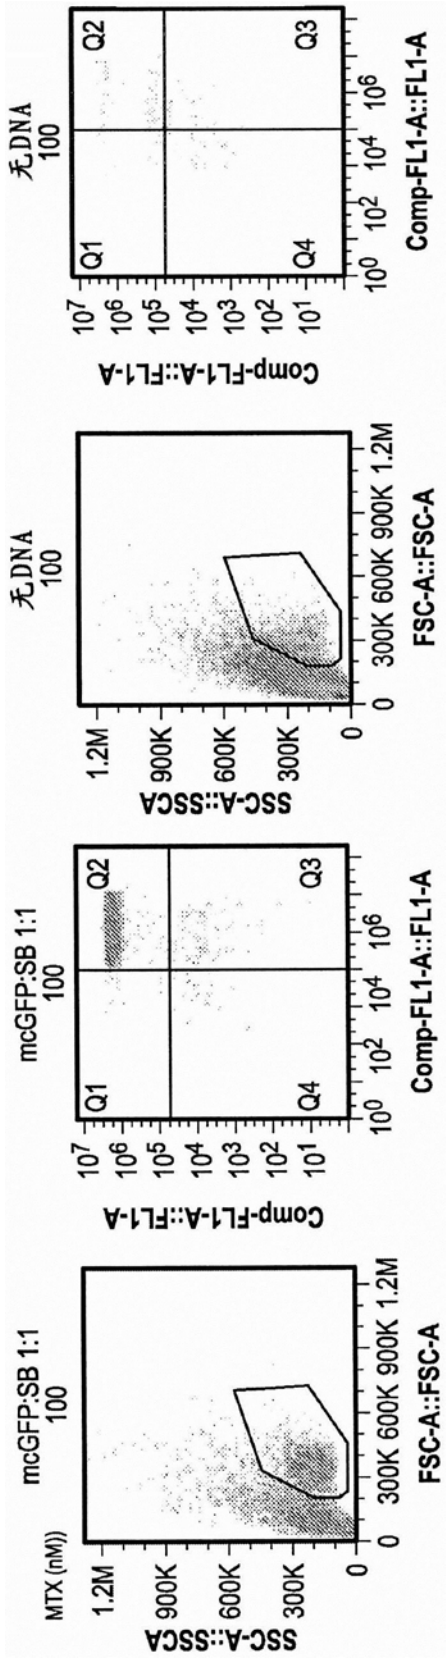 MTX (nM))
mcGFP:SB 1:1
100
1.2M
900K
600K
300K
0
SSC-A::SSCA
0 300K 600K 900K 1.2M
FSC-A::FSC-A
mcGFP:SB 1:1
100
Q1
Q2
Q3
Q4
10^7
10^6
10^5
10^4
10^3
10^2
10^1
Comp-FL1-A::FL1-A
10^0 10^2 10^4 10^6
Comp-FL1-A::FL1-A
无DNA
100
1.2M
900K
600K
300K
0
SSC-A::SSCA
0 300K 600K 900K 1.2M
FSC-A::FSC-A
无DNA
100
Q1
Q2
Q3
Q4
10^7
10^6
10^5
10^4
10^3
10^2
10^1
Comp-FL1-A::FL1-A
10^0 10^2 10^4 10^6
Comp-FL1-A::FL1-A